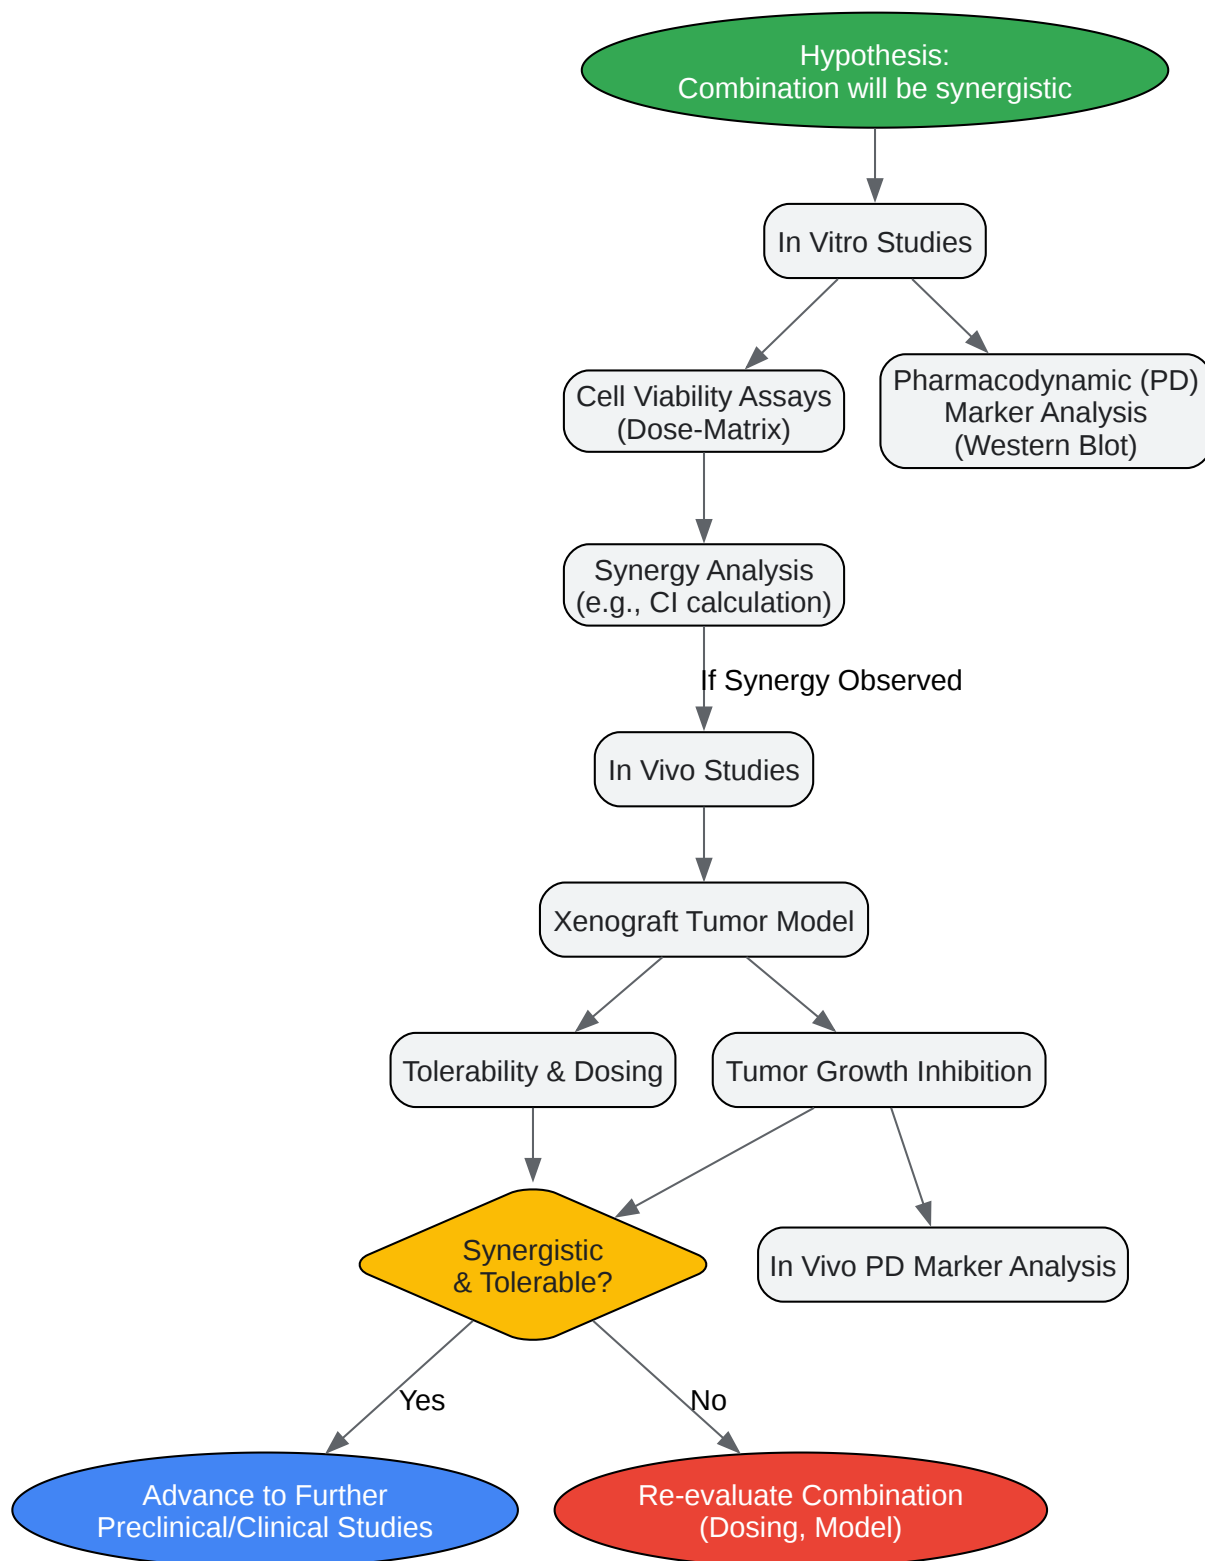 Hypothesis:
Combination will be synergistic
In Vitro Studies
Cell Viability Assays
(Dose-Matrix)
Pharmacodynamic (PD)
Marker Analysis
(Western Blot)
Synergy Analysis
(e.g., CI calculation)
If Synergy Observed
In Vivo Studies
Xenograft Tumor Model
Tolerability & Dosing
Tumor Growth Inhibition
Synergistic
& Tolerable?
In Vivo PD Marker Analysis
Yes
No
Advance to Further
Preclinical/Clinical Studies
Re-evaluate Combination
(Dosing, Model)